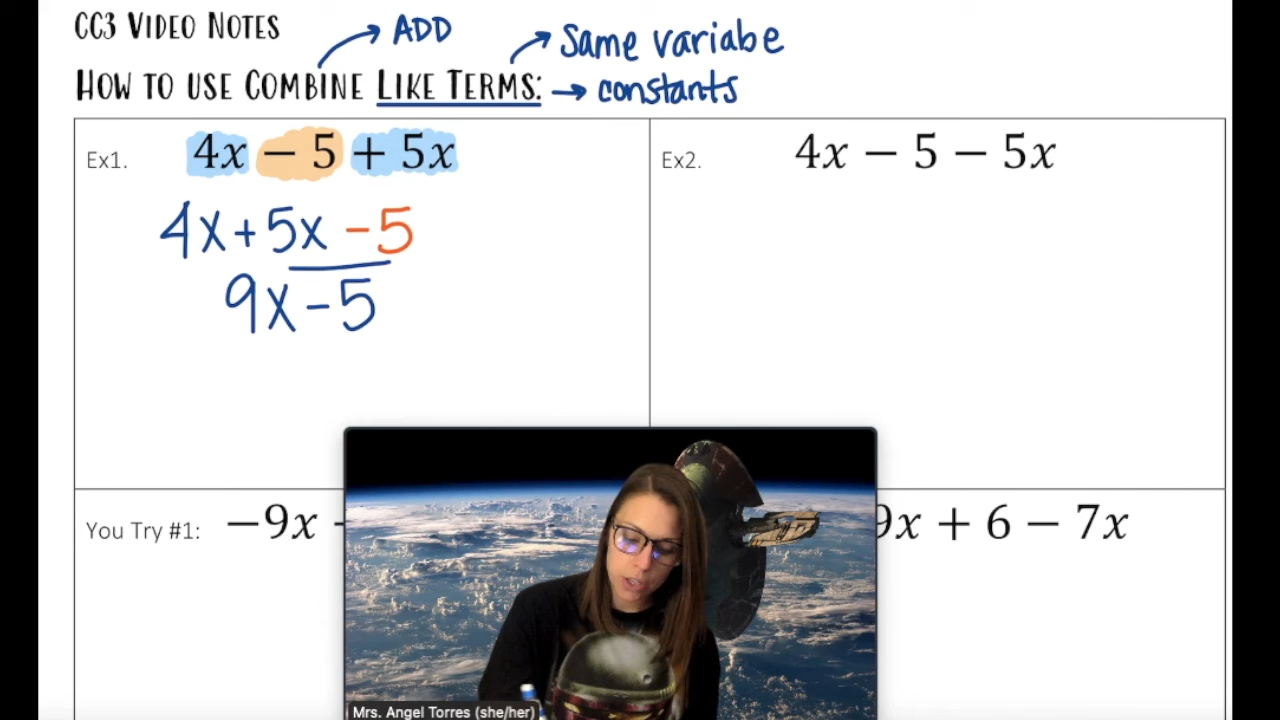 CC3 VIDEO NOTES
ADD
Same variabe
HOW TO USE COMBINE LIKE TERMS:
→ constants
Ex1. 4x − 5 + 5x
4x+5x −5
9x−5
Ex2. 4x − 5 − 5x
You Try #1: −9x
9x + 6 − 7x
Mrs. Angel Torres (she/her)